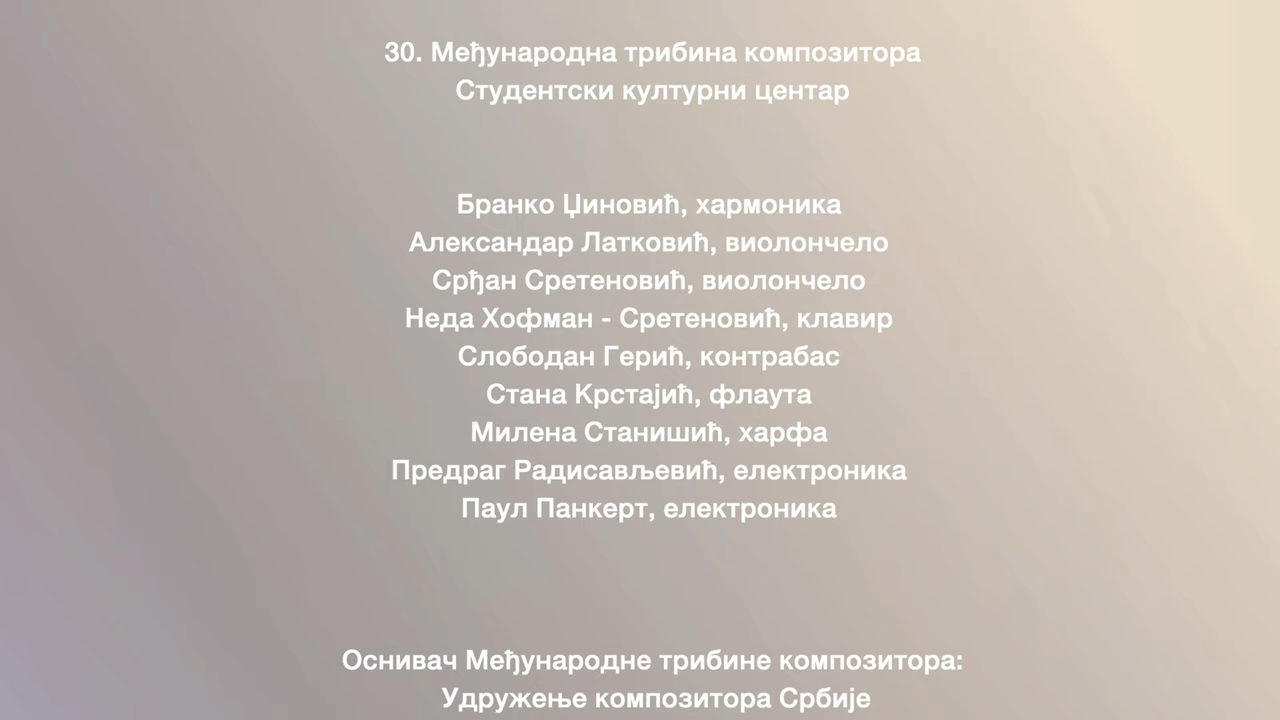 30. Међународна трибина композитора
Студентски културни центар
Бранко Џиновић, хармоника
Александар Латковић, виолончело
Срђан Сретеновић, виолончело
Неда Хофман - Сретеновић, клавир
Слободан Герић, контрабас
Стана Крстајић, флаута
Милена Станишић, харфа
Предраг Радисављевић, електроника
Паул Панкерт, електроника
Оснивач Међународне трибине композитора:
Удружење композитора Србије